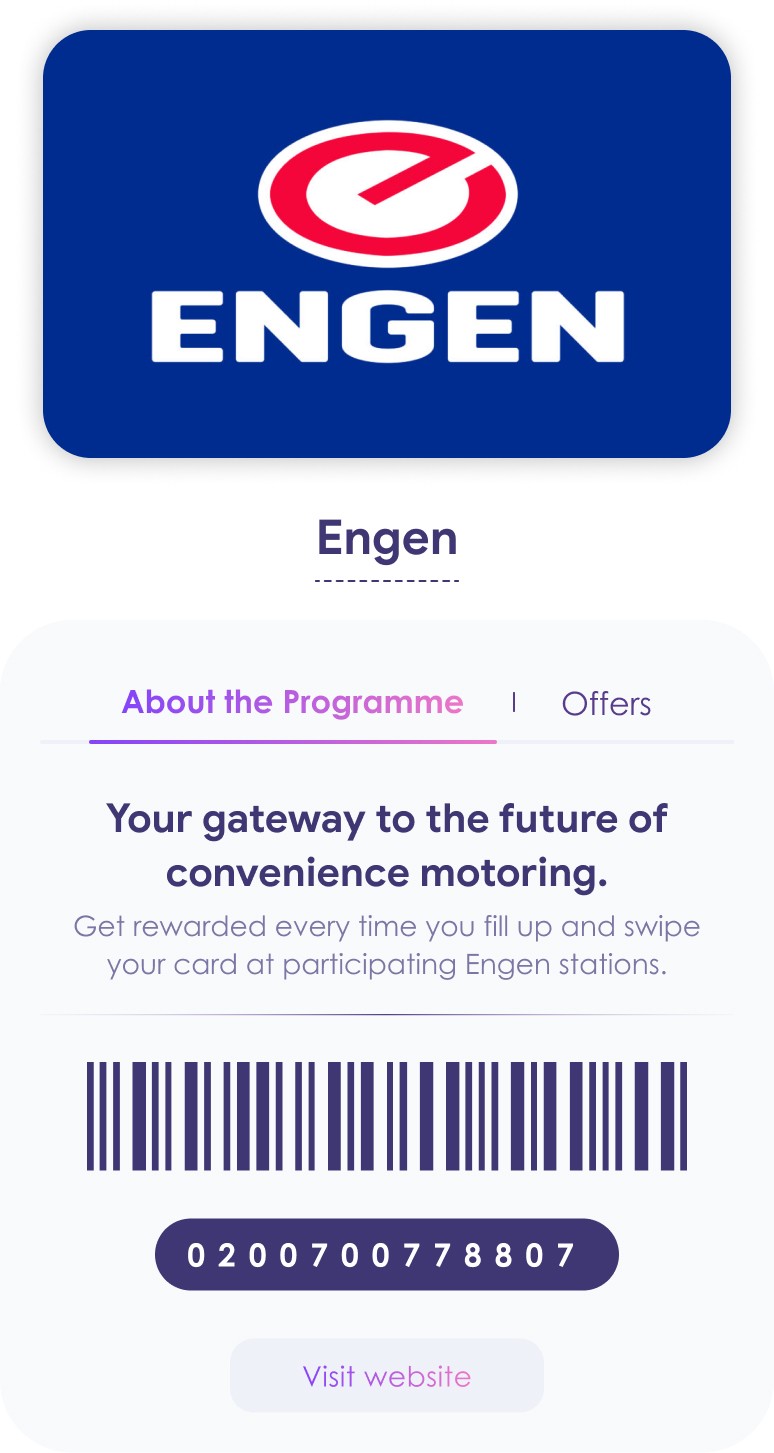 ENGEN
Engen
About the Programme | Offers
Your gateway to the future of
convenience motoring.
Get rewarded every time you fill up and swipe
your card at participating Engen stations.
0200700778807
Visit website